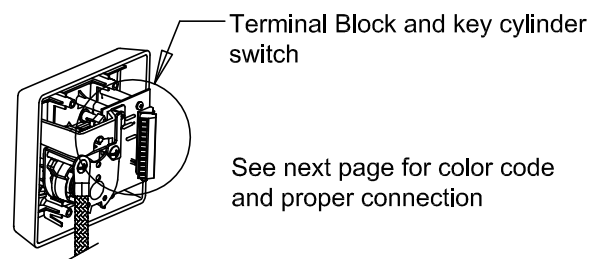 Terminal Block and key cylinder
switch
See next page for color code
and proper connection